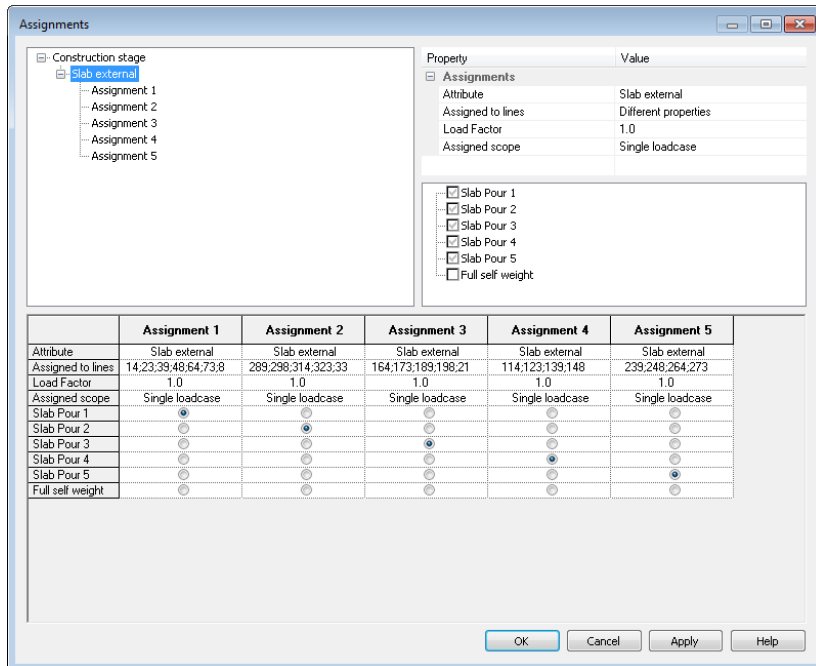 Assignments
Construction stage
Slab external
Assignment 1
Assignment 2
Assignment 3
Assignment 4
Assignment 5
Property Value
Assignments
Attribute Slab external
Assigned to lines Different properties
Load Factor 1.0
Assigned scope Single loadcase
Slab Pour 1
Slab Pour 2
Slab Pour 3
Slab Pour 4
Slab Pour 5
Full self weight
Assignment 1 Assignment 2 Assignment 3 Assignment 4 Assignment 5
Attribute Slab external Slab external Slab external Slab external Slab external
Assigned to lines 14;23;39;48;64;73;8 289;298;314;323;33 164;173;189;198;21 114;123;139;148 239;248;264;273
Load Factor 1.0 1.0 1.0 1.0 1.0
Assigned scope Single loadcase Single loadcase Single loadcase Single loadcase Single loadcase
Slab Pour 1
Slab Pour 2
Slab Pour 3
Slab Pour 4
Slab Pour 5
Full self weight
OK Cancel Apply Help